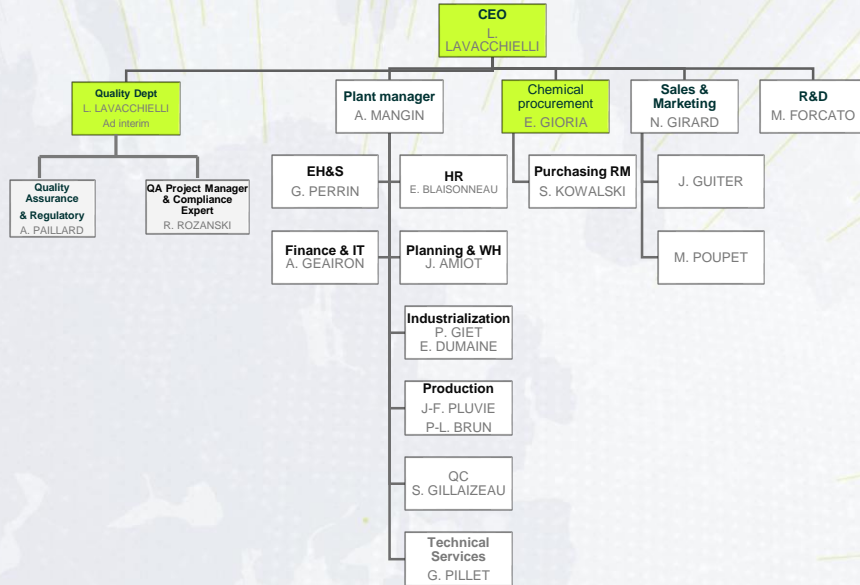 CEO
L.
LAVACCHIELLI
Quality Dept
L. LAVACCHIELLI
Ad interim
Plant manager
A. MANGIN
Chemical
procurement
E. GIORIA
Sales &
Marketing
N. GIRARD
R&D
M. FORCATO
Quality
Assurance
& Regulatory
A. PAILLARD
QA Project Manager
& Compliance
Expert
R. ROZANSKI
EH&S
G. PERRIN
HR
E. BLAISONNEAU
Purchasing RM
S. KOWALSKI
J. GUITER
Finance & IT
A. GEAIRON
Planning & WH
J. AMIOT
M. POUPET
Industrialization
P. GIET
E. DUMAINE
Production
J-F. PLUVIE
P-L. BRUN
QC
S. GILLAIZEAU
Technical
Services
G. PILLET